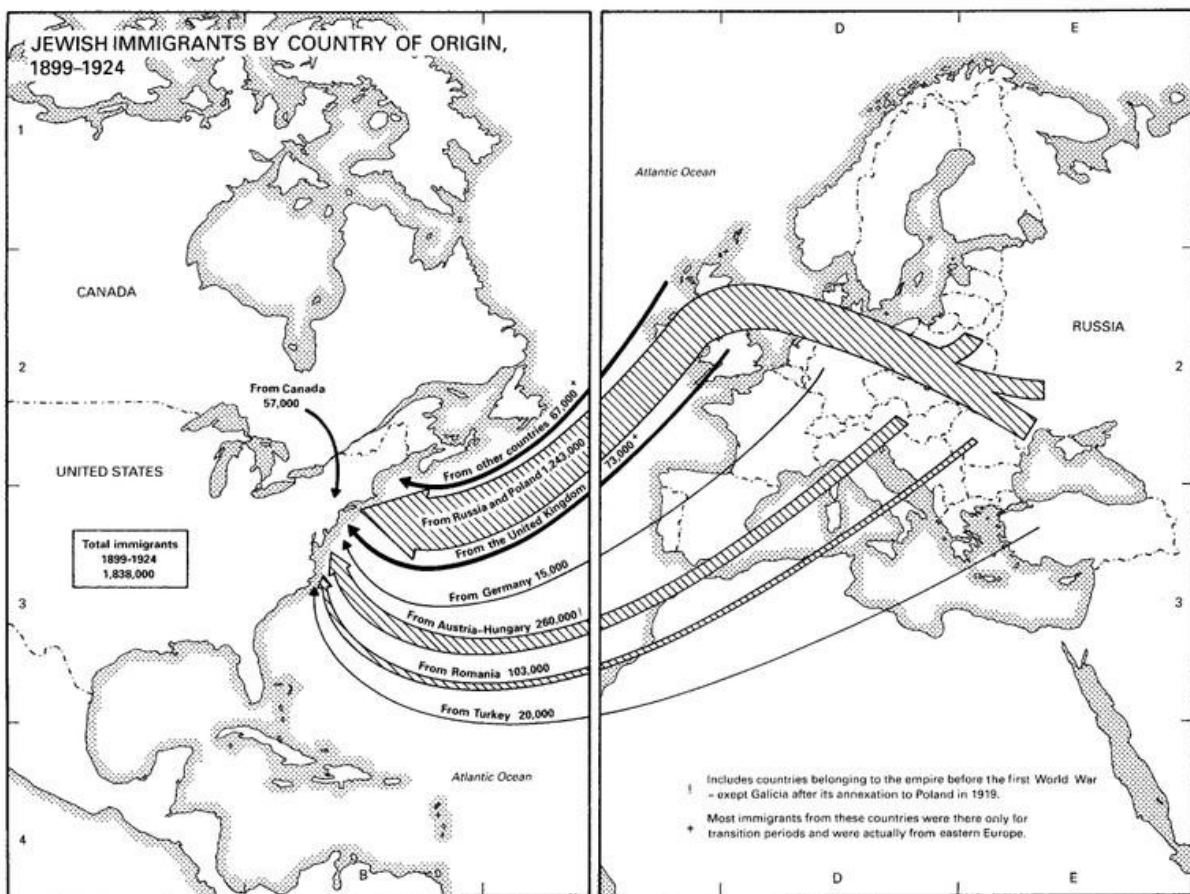 JEWISH IMMIGRANTS BY COUNTRY OF ORIGIN,
1899–1924
D
E
1
Atlantic Ocean
CANADA
RUSSIA
2
2
From Canada
57,000
From other countries 67,000 ×
From Russia and Poland 1,243,000
From the United Kingdom 73,000 +
UNITED STATES
Total immigrants
1899-1924
1,838,000
From Germany 15,000
3
3
From Austria–Hungary 260,000 !
From Romania 103,000
From Turkey 20,000
Atlantic Ocean
! Includes countries belonging to the empire before the first World War
– exept Galicia after its annexation to Poland in 1919.
+ Most immigrants from these countries were there only for
transition periods and were actually from eastern Europe.
4
B
D
D
E